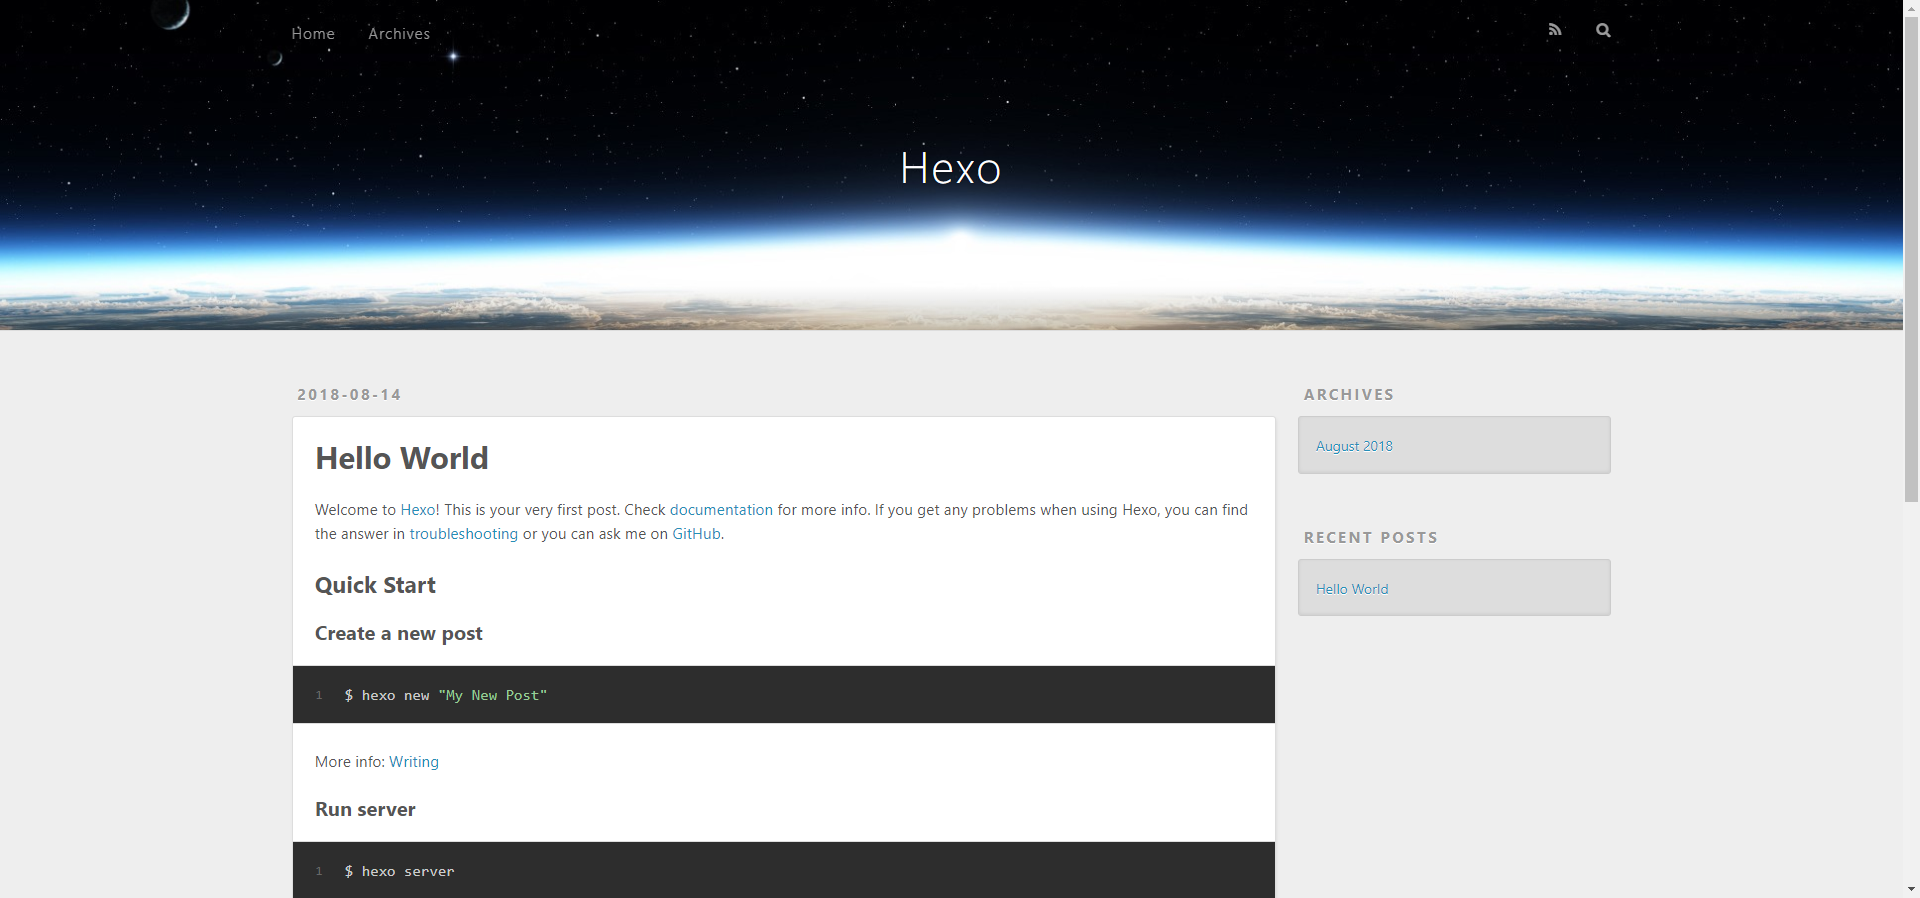 Home Archives
Hexo
2018-08-14
Hello World
Welcome to Hexo! This is your very first post. Check documentation for more info. If you get any problems when using Hexo, you can find
the answer in troubleshooting or you can ask me on GitHub.
Quick Start
Create a new post
1 $ hexo new "My New Post"
More info: Writing
Run server
1 $ hexo server
ARCHIVES
August 2018
RECENT POSTS
Hello World